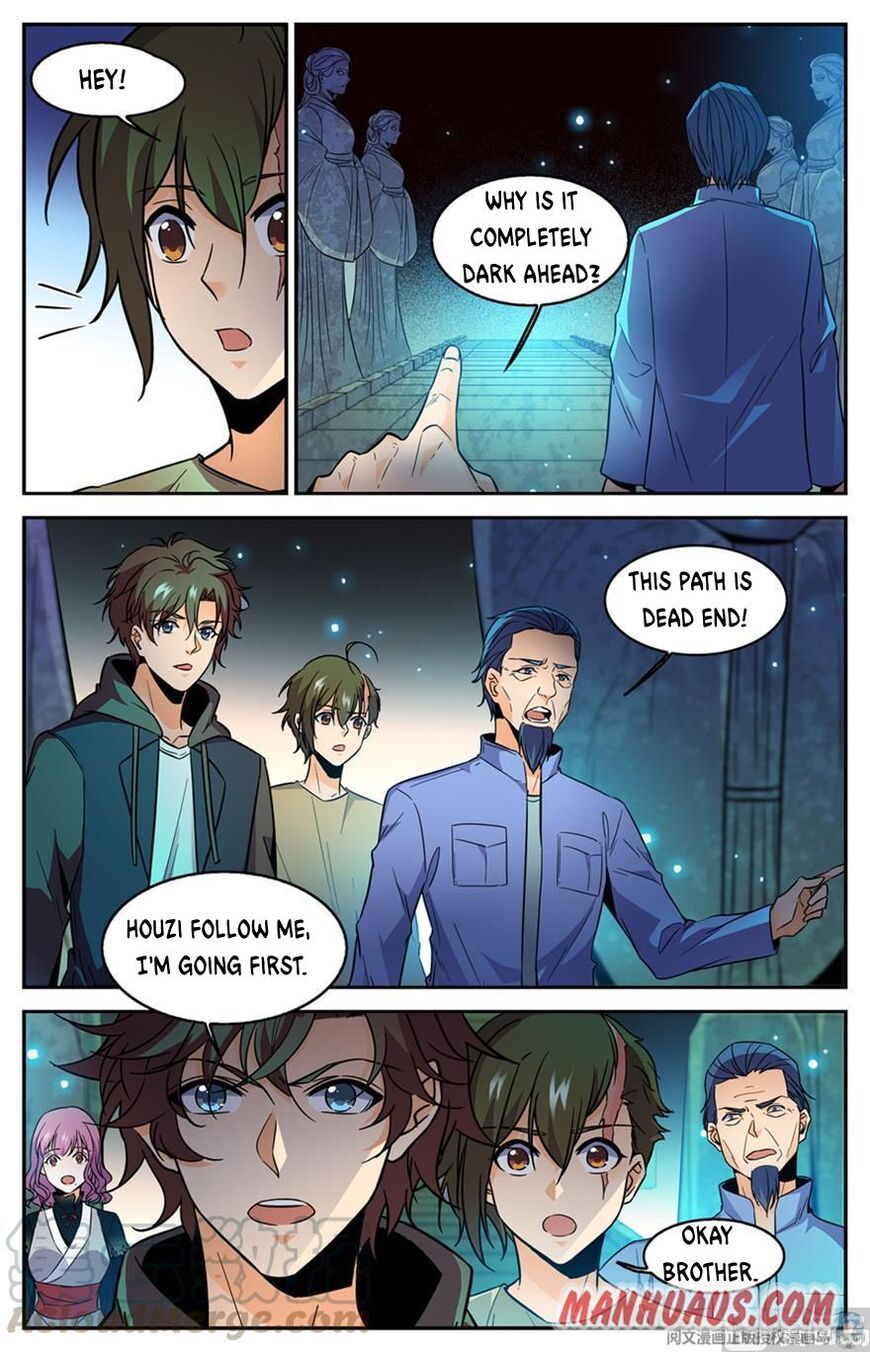 HEY!
WHY IS IT
COMPLETELY
DARK AHEAD?
THIS PATH IS
DEAD END!
HOUZI FOLLOW ME,
I'M GOING FIRST.
OKAY
BROTHER.
MANHUAUS.COM